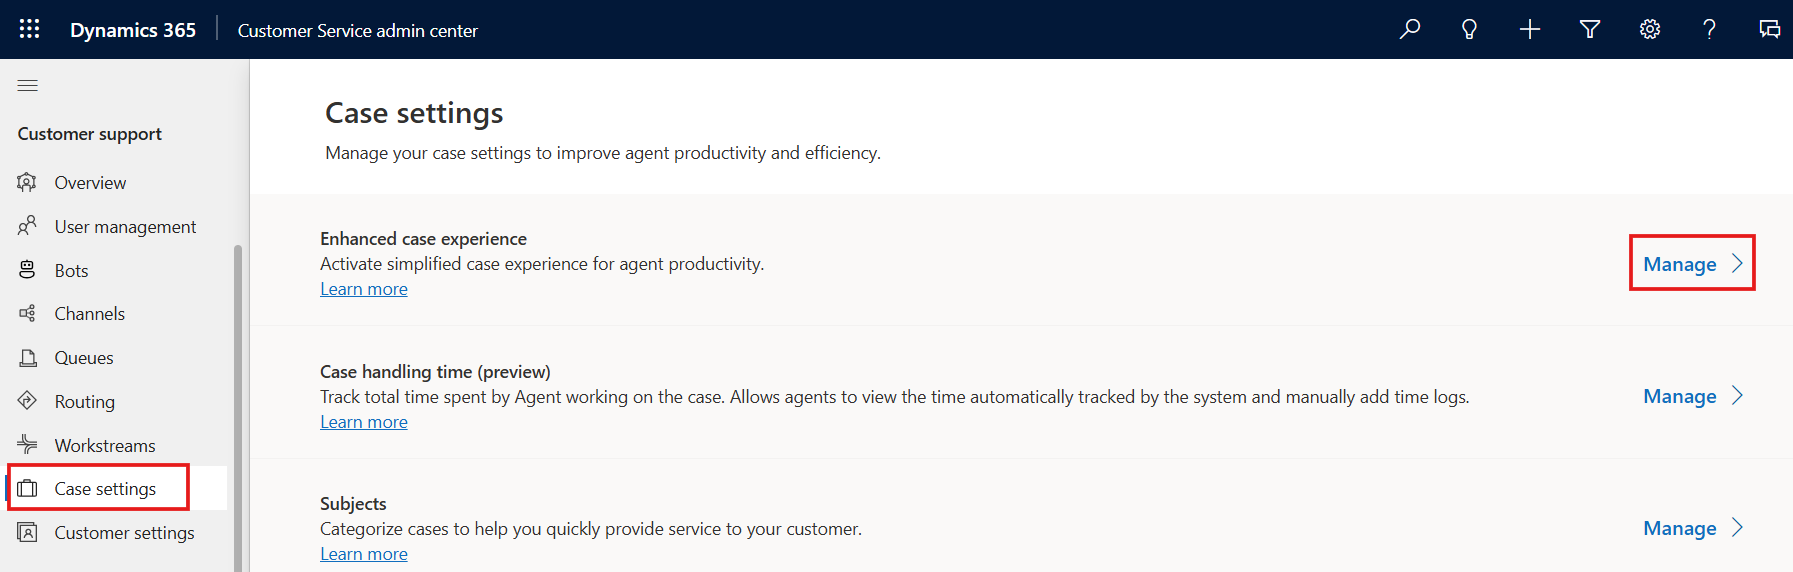 Dynamics 365 Customer Service admin center
Customer support
Overview
User management
Bots
Channels
Queues
Routing
Workstreams
Case settings
Customer settings
Case settings
Manage your case settings to improve agent productivity and efficiency.
Enhanced case experience
Activate simplified case experience for agent productivity.
Learn more
Manage
Case handling time (preview)
Track total time spent by Agent working on the case. Allows agents to view the time automatically tracked by the system and manually add time logs.
Learn more
Manage
Subjects
Categorize cases to help you quickly provide service to your customer.
Learn more
Manage